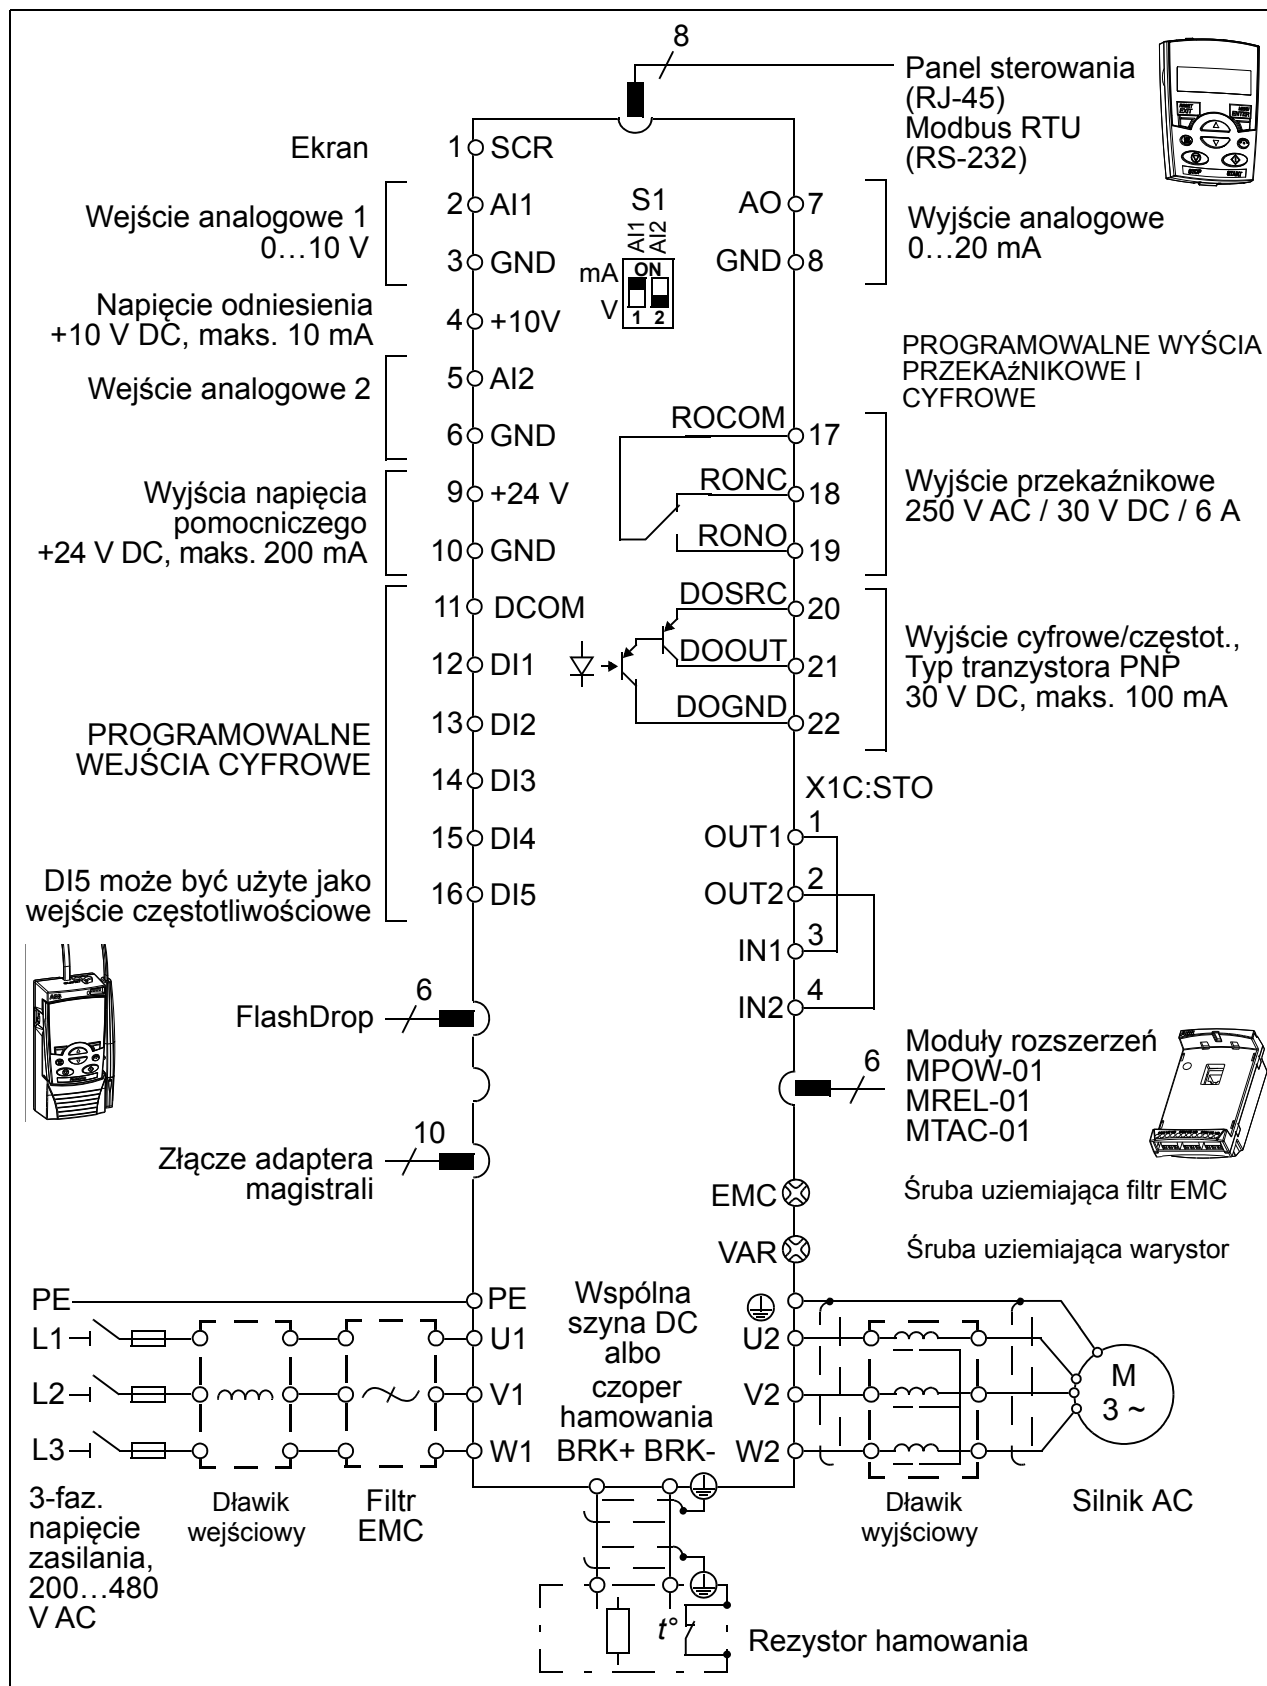 8
Panel sterowania
(RJ-45)
Modbus RTU
(RS-232)
Ekran
1 SCR
Wejście analogowe 1
0…10 V
2 AI1
3 GND
Napięcie odniesienia
+10 V DC, maks. 10 mA
4 +10V
Wejście analogowe 2
5 AI2
6 GND
Wyjścia napięcia
pomocniczego
+24 V DC, maks. 200 mA
9 +24 V
10 GND
11 DCOM
12 DI1
13 DI2
14 DI3
15 DI4
16 DI5
PROGRAMOWALNE
WEJŚCIA CYFROWE
DI5 może być użyte jako
wejście częstotliwościowe
S1
AI1
AI2
mA
ON
V
1 2
AO 7
GND 8
Wyjście analogowe
0…20 mA
PROGRAMOWALNE WYŚCIA
PRZEKAźNIKOWE I
CYFROWE
ROCOM 17
RONC 18
RONO 19
Wyjście przekaźnikowe
250 V AC / 30 V DC / 6 A
DOSRC 20
DOOUT 21
DOGND 22
Wyjście cyfrowe/częstot.,
Typ tranzystora PNP
30 V DC, maks. 100 mA
X1C:STO
OUT1 1
OUT2 2
IN1 3
IN2 4
FlashDrop
6
Złącze adaptera
magistrali
10
6
Moduły rozszerzeń
MPOW-01
MREL-01
MTAC-01
EMC
Śruba uziemiająca filtr EMC
VAR
Śruba uziemiająca warystor
PE
PE
L1
U1
L2
V1
L3
W1
Wspólna
szyna DC
albo
czoper
hamowania
BRK+ BRK-
U2
V2
W2
M
3 ~
3-faz.
napięcie
zasilania,
200…480
V AC
Dławik
wejściowy
Filtr
EMC
Dławik
wyjściowy
Silnik AC
t°
Rezystor hamowania